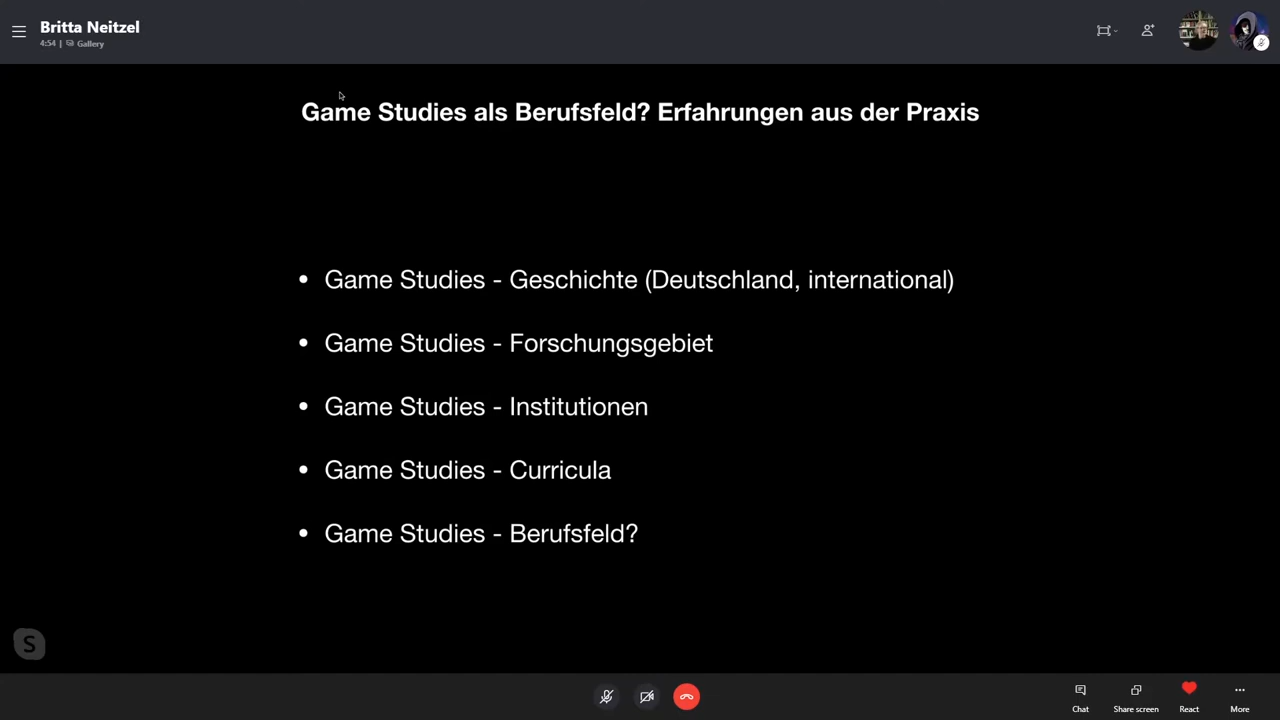 Britta Neitzel
4:54 | Gallery
Game Studies als Berufsfeld? Erfahrungen aus der Praxis
• Game Studies - Geschichte (Deutschland, international)
• Game Studies - Forschungsgebiet
• Game Studies - Institutionen
• Game Studies - Curricula
• Game Studies - Berufsfeld?
S
Chat
Share screen
React
More